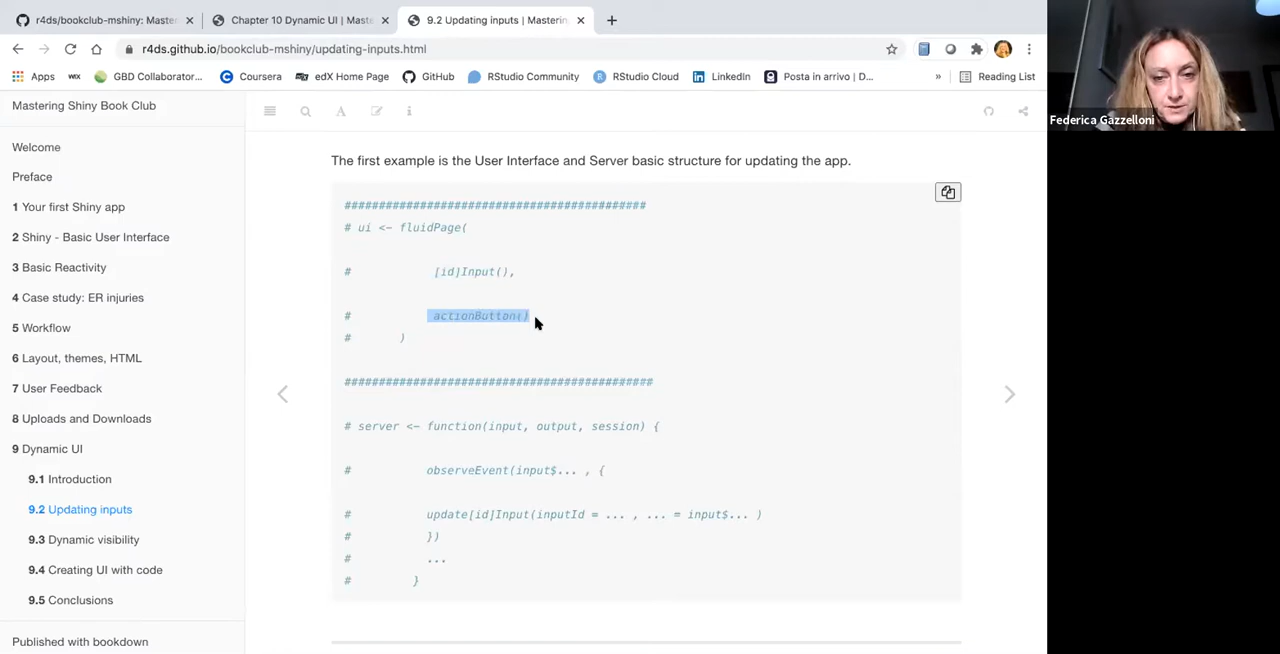 r4ds/bookclub-mshiny: Master
Chapter 10 Dynamic UI | Maste
9.2 Updating inputs | Mastering
r4ds.github.io/bookclub-mshiny/updating-inputs.html
Apps
WIX
GBD Collaborator...
Coursera
edX Home Page
GitHub
RStudio Community
RStudio Cloud
LinkedIn
Posta in arrivo | D...
»
Reading List
Federica Gazzelloni
Mastering Shiny Book Club
Welcome
Preface
1 Your first Shiny app
2 Shiny - Basic User Interface
3 Basic Reactivity
4 Case study: ER injuries
5 Workflow
6 Layout, themes, HTML
7 User Feedback
8 Uploads and Downloads
9 Dynamic UI
9.1 Introduction
9.2 Updating inputs
9.3 Dynamic visibility
9.4 Creating UI with code
9.5 Conclusions
Published with bookdown
The first example is the User Interface and Server basic structure for updating the app.
############################################
# ui <- fluidPage(
# [id]Input(),
# actionButton()
# )
#############################################
# server <- function(input, output, session) {
# observeEvent(input$... , {
# update[id]Input(inputId = ... , ... = input$... )
# })
# ...
# }